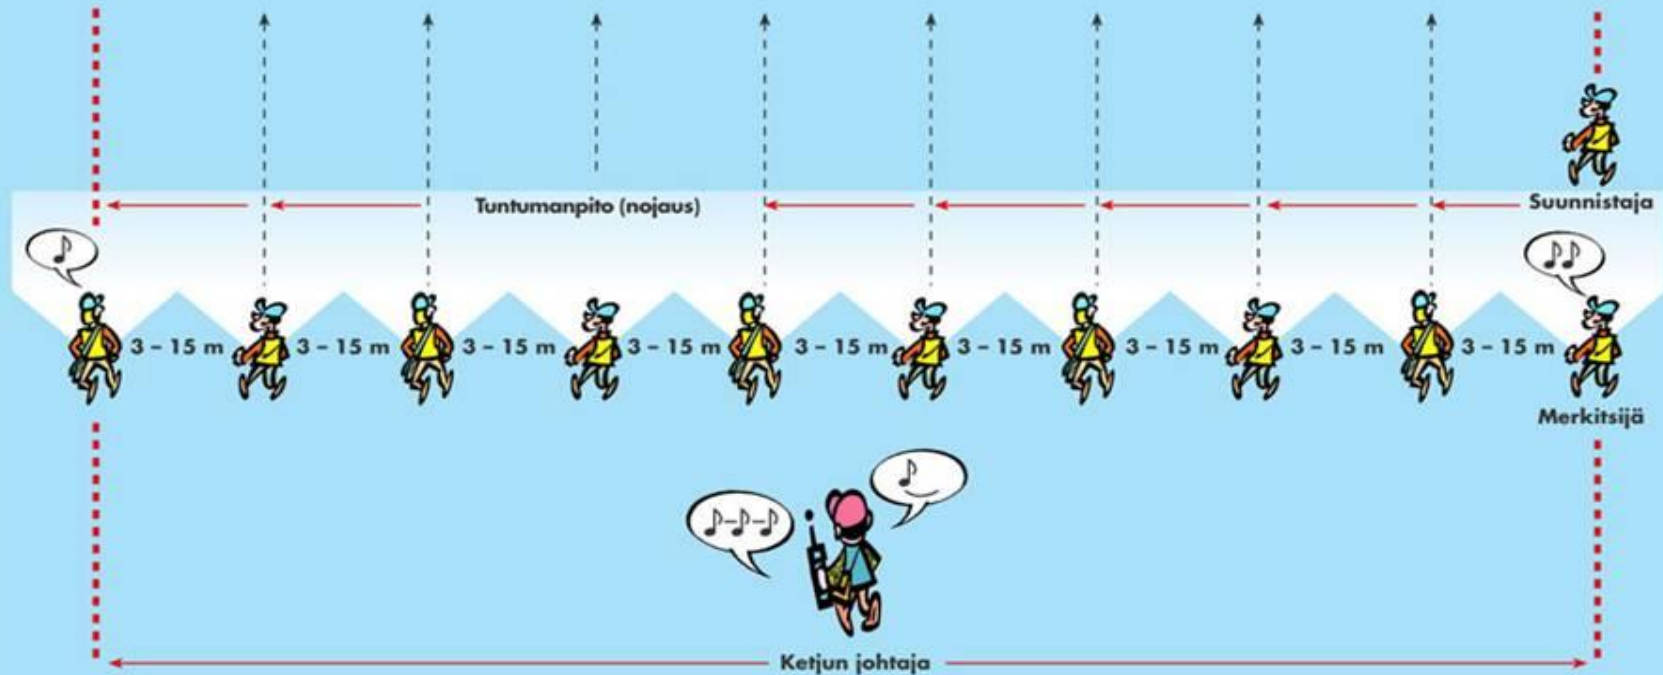 Tuntumanpito (nojaus)
Suunnistaja
3 – 15 m 3 – 15 m 3 – 15 m 3 – 15 m 3 – 15 m 3 – 15 m 3 – 15 m 3 – 15 m 3 – 15 m
Merkitsijä
Ketjun johtaja